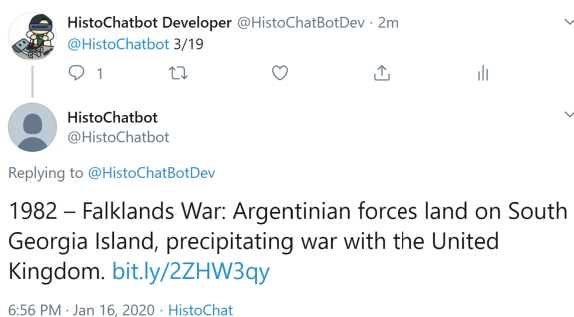 HistoChatbot Developer @HistoChatBotDev · 2m
@HistoChatbot 3/19
1
HistoChatbot
@HistoChatbot
Replying to @HistoChatBotDev
1982 – Falklands War: Argentinian forces land on South
Georgia Island, precipitating war with the United
Kingdom. bit.ly/2ZHW3qy
6:56 PM · Jan 16, 2020 · HistoChat